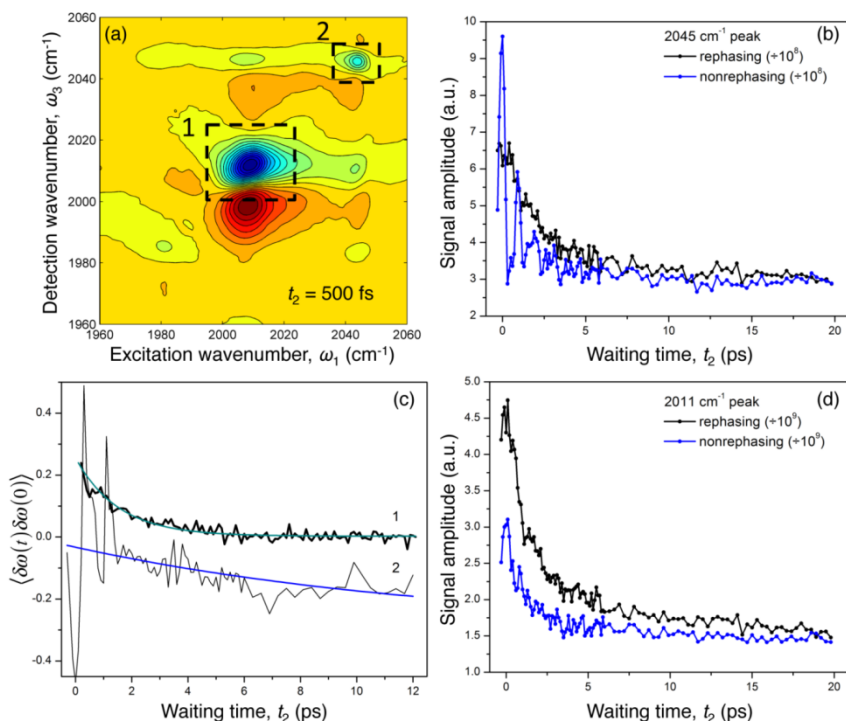 (a)
2
1
t₂ = 500 fs
2060
2040
2020
2000
1980
1960
Detection wavenumber, ω₃ (cm⁻¹)
1960 1980 2000 2020 2040 2060
Excitation wavenumber, ω₁ (cm⁻¹)
(b)
2045 cm⁻¹ peak
rephasing (÷10⁸)
nonrephasing (÷10⁸)
10
9
8
7
6
5
4
3
2
Signal amplitude (a.u.)
0 5 10 15 20
Waiting time, t₂ (ps)
(c)
1
2
0.4
0.2
0.0
-0.2
-0.4
⟨δω(t)δω(0)⟩
0 2 4 6 8 10 12
Waiting time, t₂ (ps)
(d)
2011 cm⁻¹ peak
rephasing (÷10⁹)
nonrephasing (÷10⁹)
5.0
4.5
4.0
3.5
3.0
2.5
2.0
1.5
1.0
Signal amplitude (a.u.)
0 5 10 15 20
Waiting time, t₂ (ps)